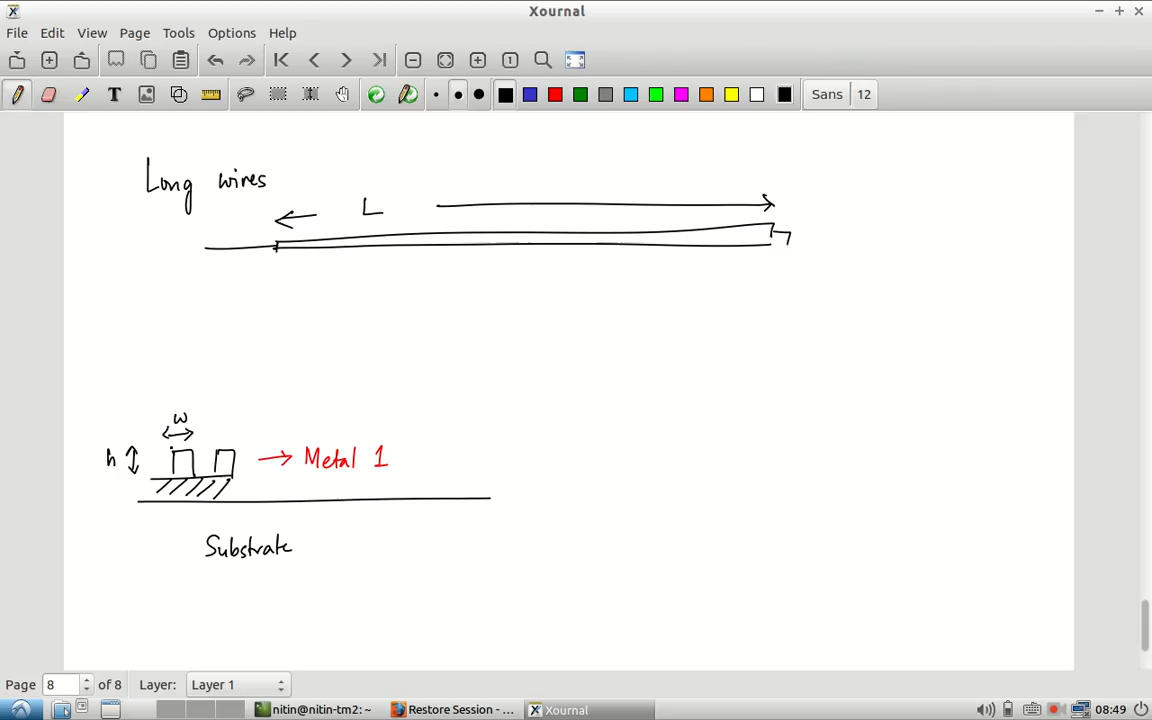 Xournal
File Edit View Page Tools Options Help
Sans 12
Long wires
L
w
h
Metal 1
Substrate
Page 8 of 8 Layer: Layer 1
nitin@nitin-tm2: ~ Restore Session - ... Xournal 08:49